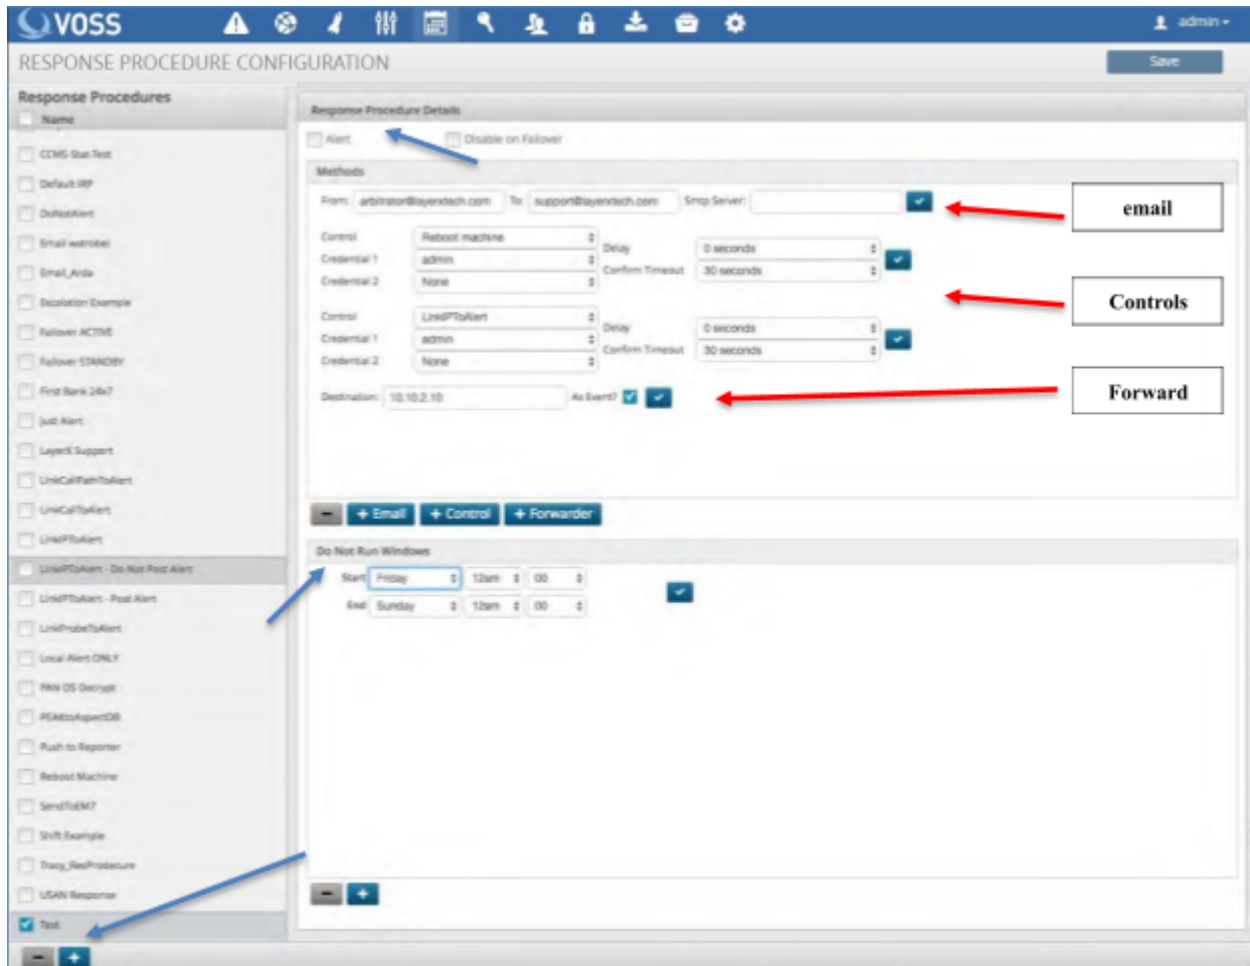 VOSS
admin
RESPONSE PROCEDURE CONFIGURATION
Save
Response Procedures
Name
CCMS Stat Test
Default IRP
DoNotAlert
Email wstrobel
Email_Arda
Escalation Example
Failover ACTIVE
Failover STANDBY
First Bank 24x7
Just Alert
LayerX Support
LinkCallPathToAlert
LinkCallToAlert
LinkIPToAlert
LinkIPToAlert - Do Not Post Alert
LinkIPToAlert - Post Alert
LinkProbeToAlert
Local Alert ONLY
PAN OS Decrypt
PEAKtoAspectDB
Push to Reporter
Reboot Machine
SendToEM7
Shift Example
Tracy_ResProdecure
USAN Response
Test
Response Procedure Details
Alert Disable on Failover
Methods
From: arbitrator@layerxtech.com To: support@layerxtech.com Smtp Server:
email
Control Reboot machine
Delay 0 seconds
Credential 1 admin
Confirm Timeout 30 seconds
Credential 2 None
Controls
Control LinkIPToAlert
Delay 0 seconds
Credential 1 admin
Confirm Timeout 30 seconds
Credential 2 None
Destination: 10.10.2.10 As Event?
Forward
+ Email + Control + Forwarder
Do Not Run Windows
Start Friday 12am 00
End Sunday 12am 00